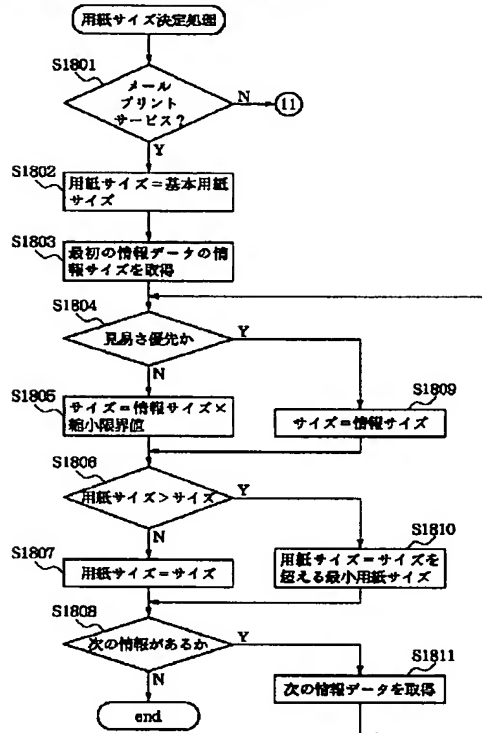 用紙サイズ決定処理
S1801
メール
プリント
サービス?
N
11
Y
S1802
用紙サイズ=基本用紙
サイズ
S1803
最初の情報データの情
報サイズを取得
S1804
見易さ優先か
Y
N
S1805
サイズ=情報サイズ×
縮小限界値
S1809
サイズ=情報サイズ
S1806
用紙サイズ>サイズ
Y
N
S1807
用紙サイズ=サイズ
S1810
用紙サイズ=サイズを
超える最小用紙サイズ
S1808
次の情報があるか
Y
N
S1811
次の情報データを取得
end